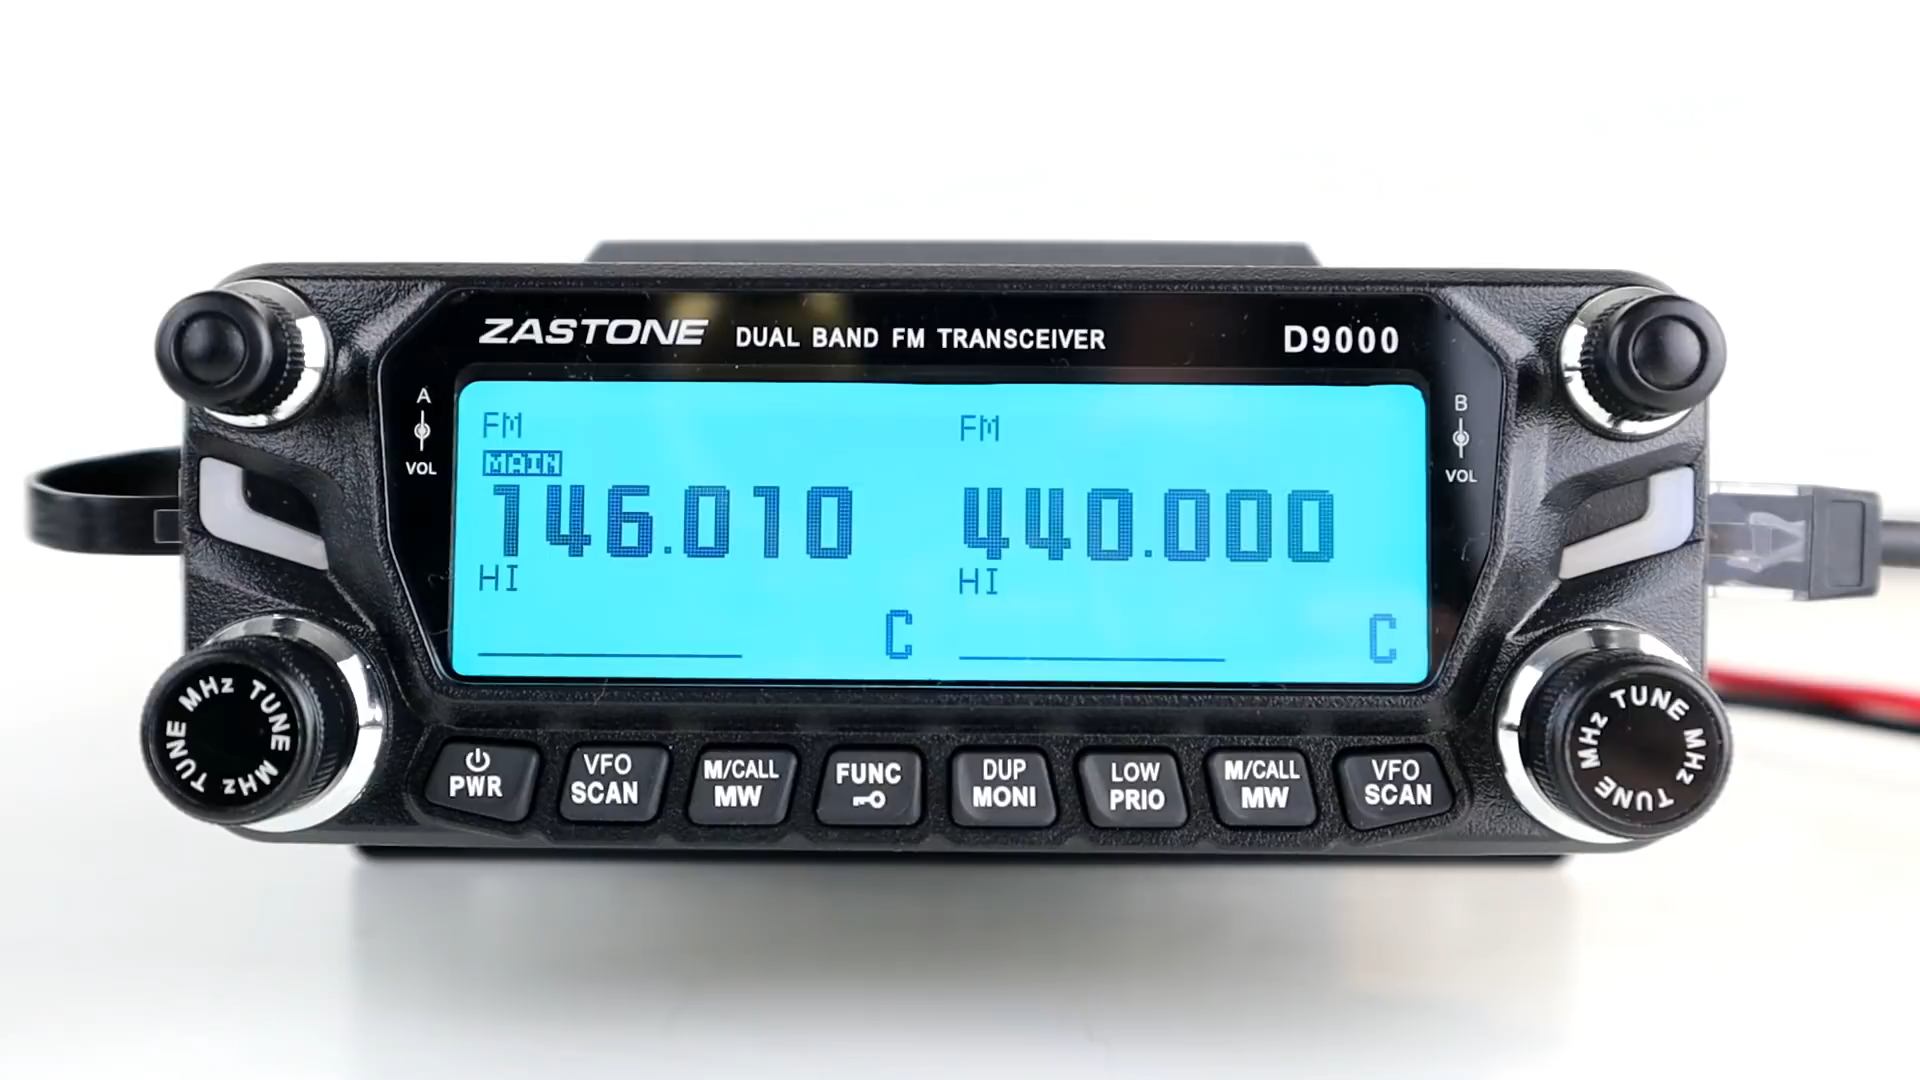 ZASTONE DUAL BAND FM TRANSCEIVER D9000
A
VOL
B
VOL
FM FM
MAIN
146.010 440.000
HI HI
C C
TUNE MHz TUNE MHz
PWR
VFO
SCAN
M/CALL
MW
FUNC
DUP
MONI
LOW
PRIO
M/CALL
MW
VFO
SCAN
TUNE MHz TUNE MHz